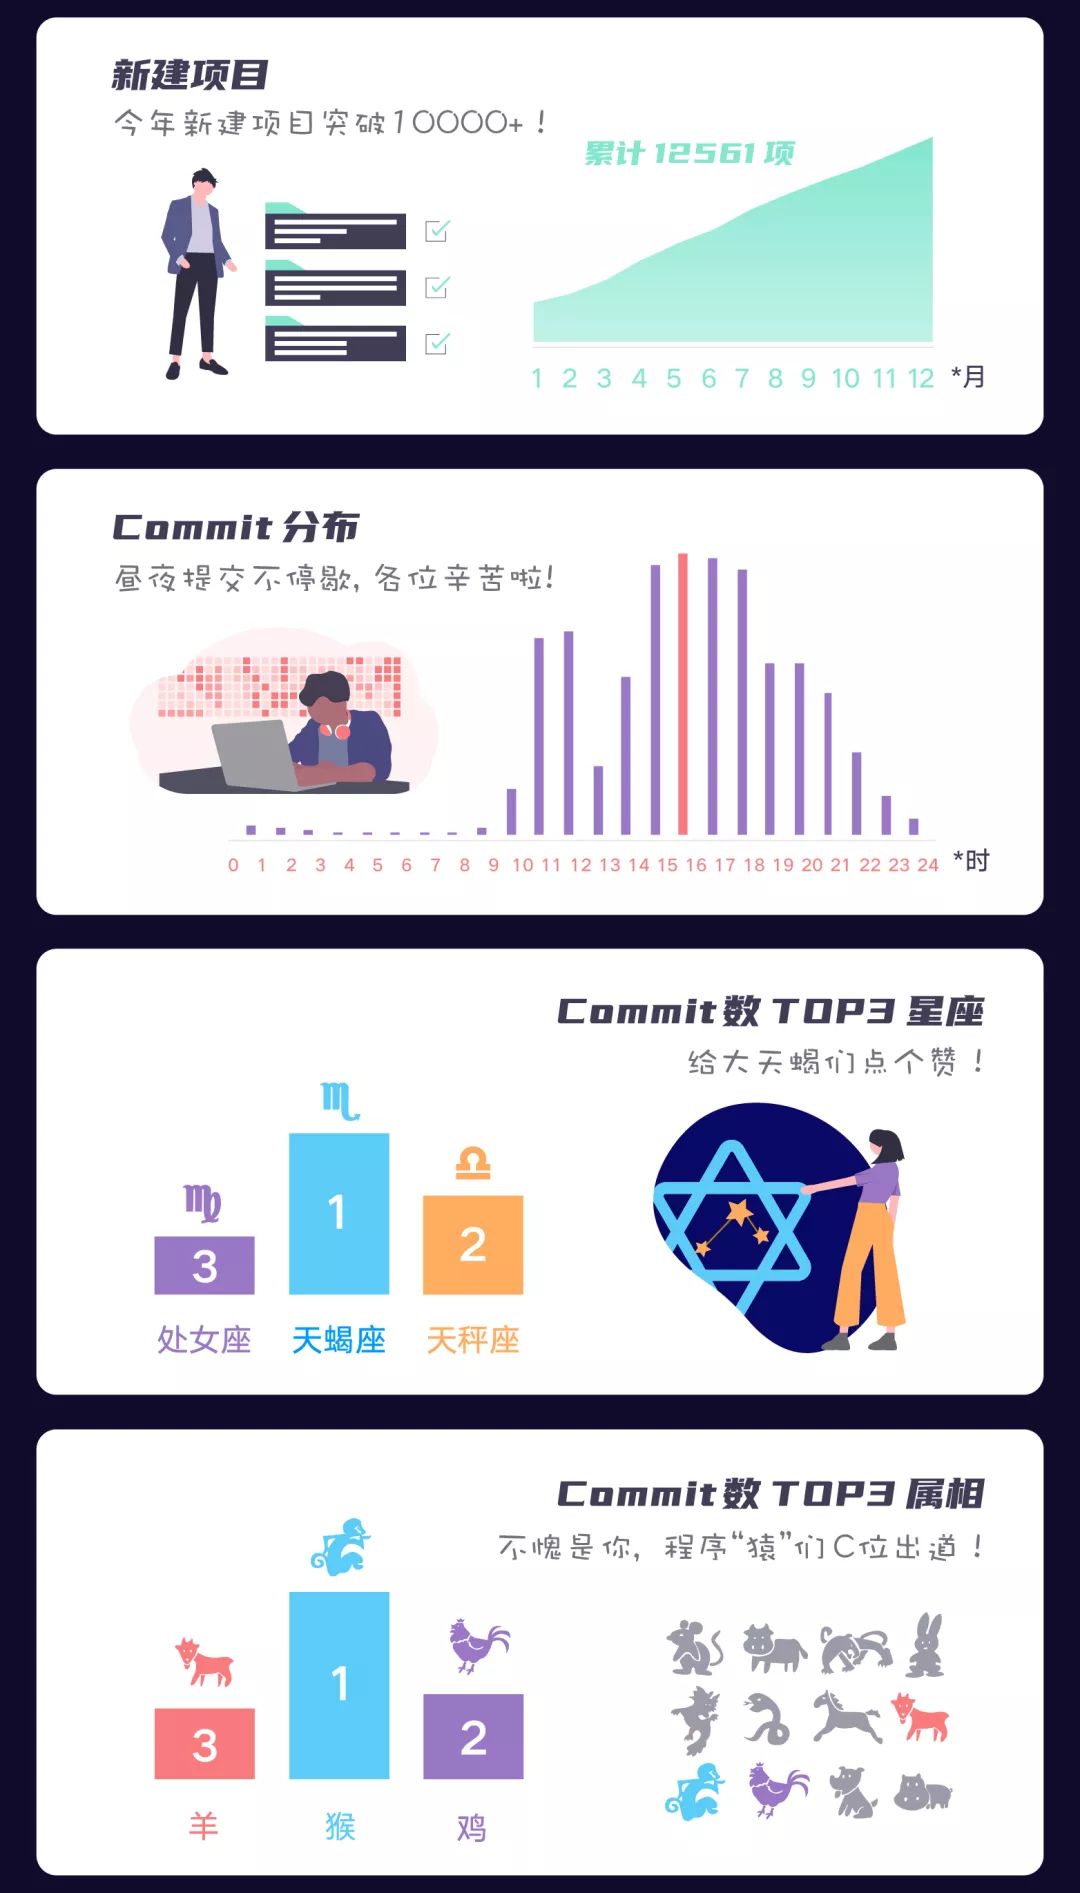 新建项目
今年新建项目突破10000+！
累计 12561 项
1 2 3 4 5 6 7 8 9 10 11 12 *月
Commit 分布
昼夜提交不停歇, 各位辛苦啦!
0 1 2 3 4 5 6 7 8 9 10 11 12 13 14 15 16 17 18 19 20 21 22 23 24 *时
Commit数 TOP3 星座
给大天蝎们点个赞！
3 1 2
处女座 天蝎座 天秤座
Commit数 TOP3 属相
不愧是你, 程序“猿”们C位出道！
3 1 2
羊 猴 鸡